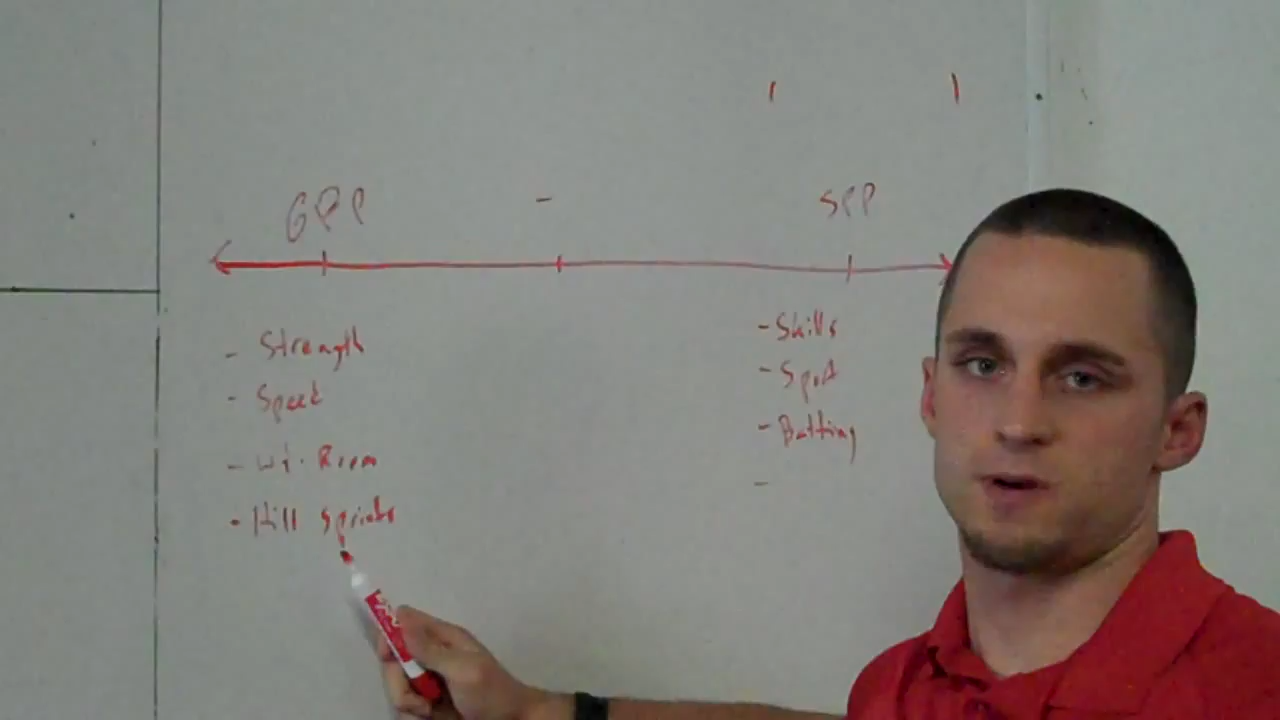 GPP - SPP
- Strength
- Speed
- Wt. Room
- Hill Sprints
- Skills
- Sport
- Batting
-